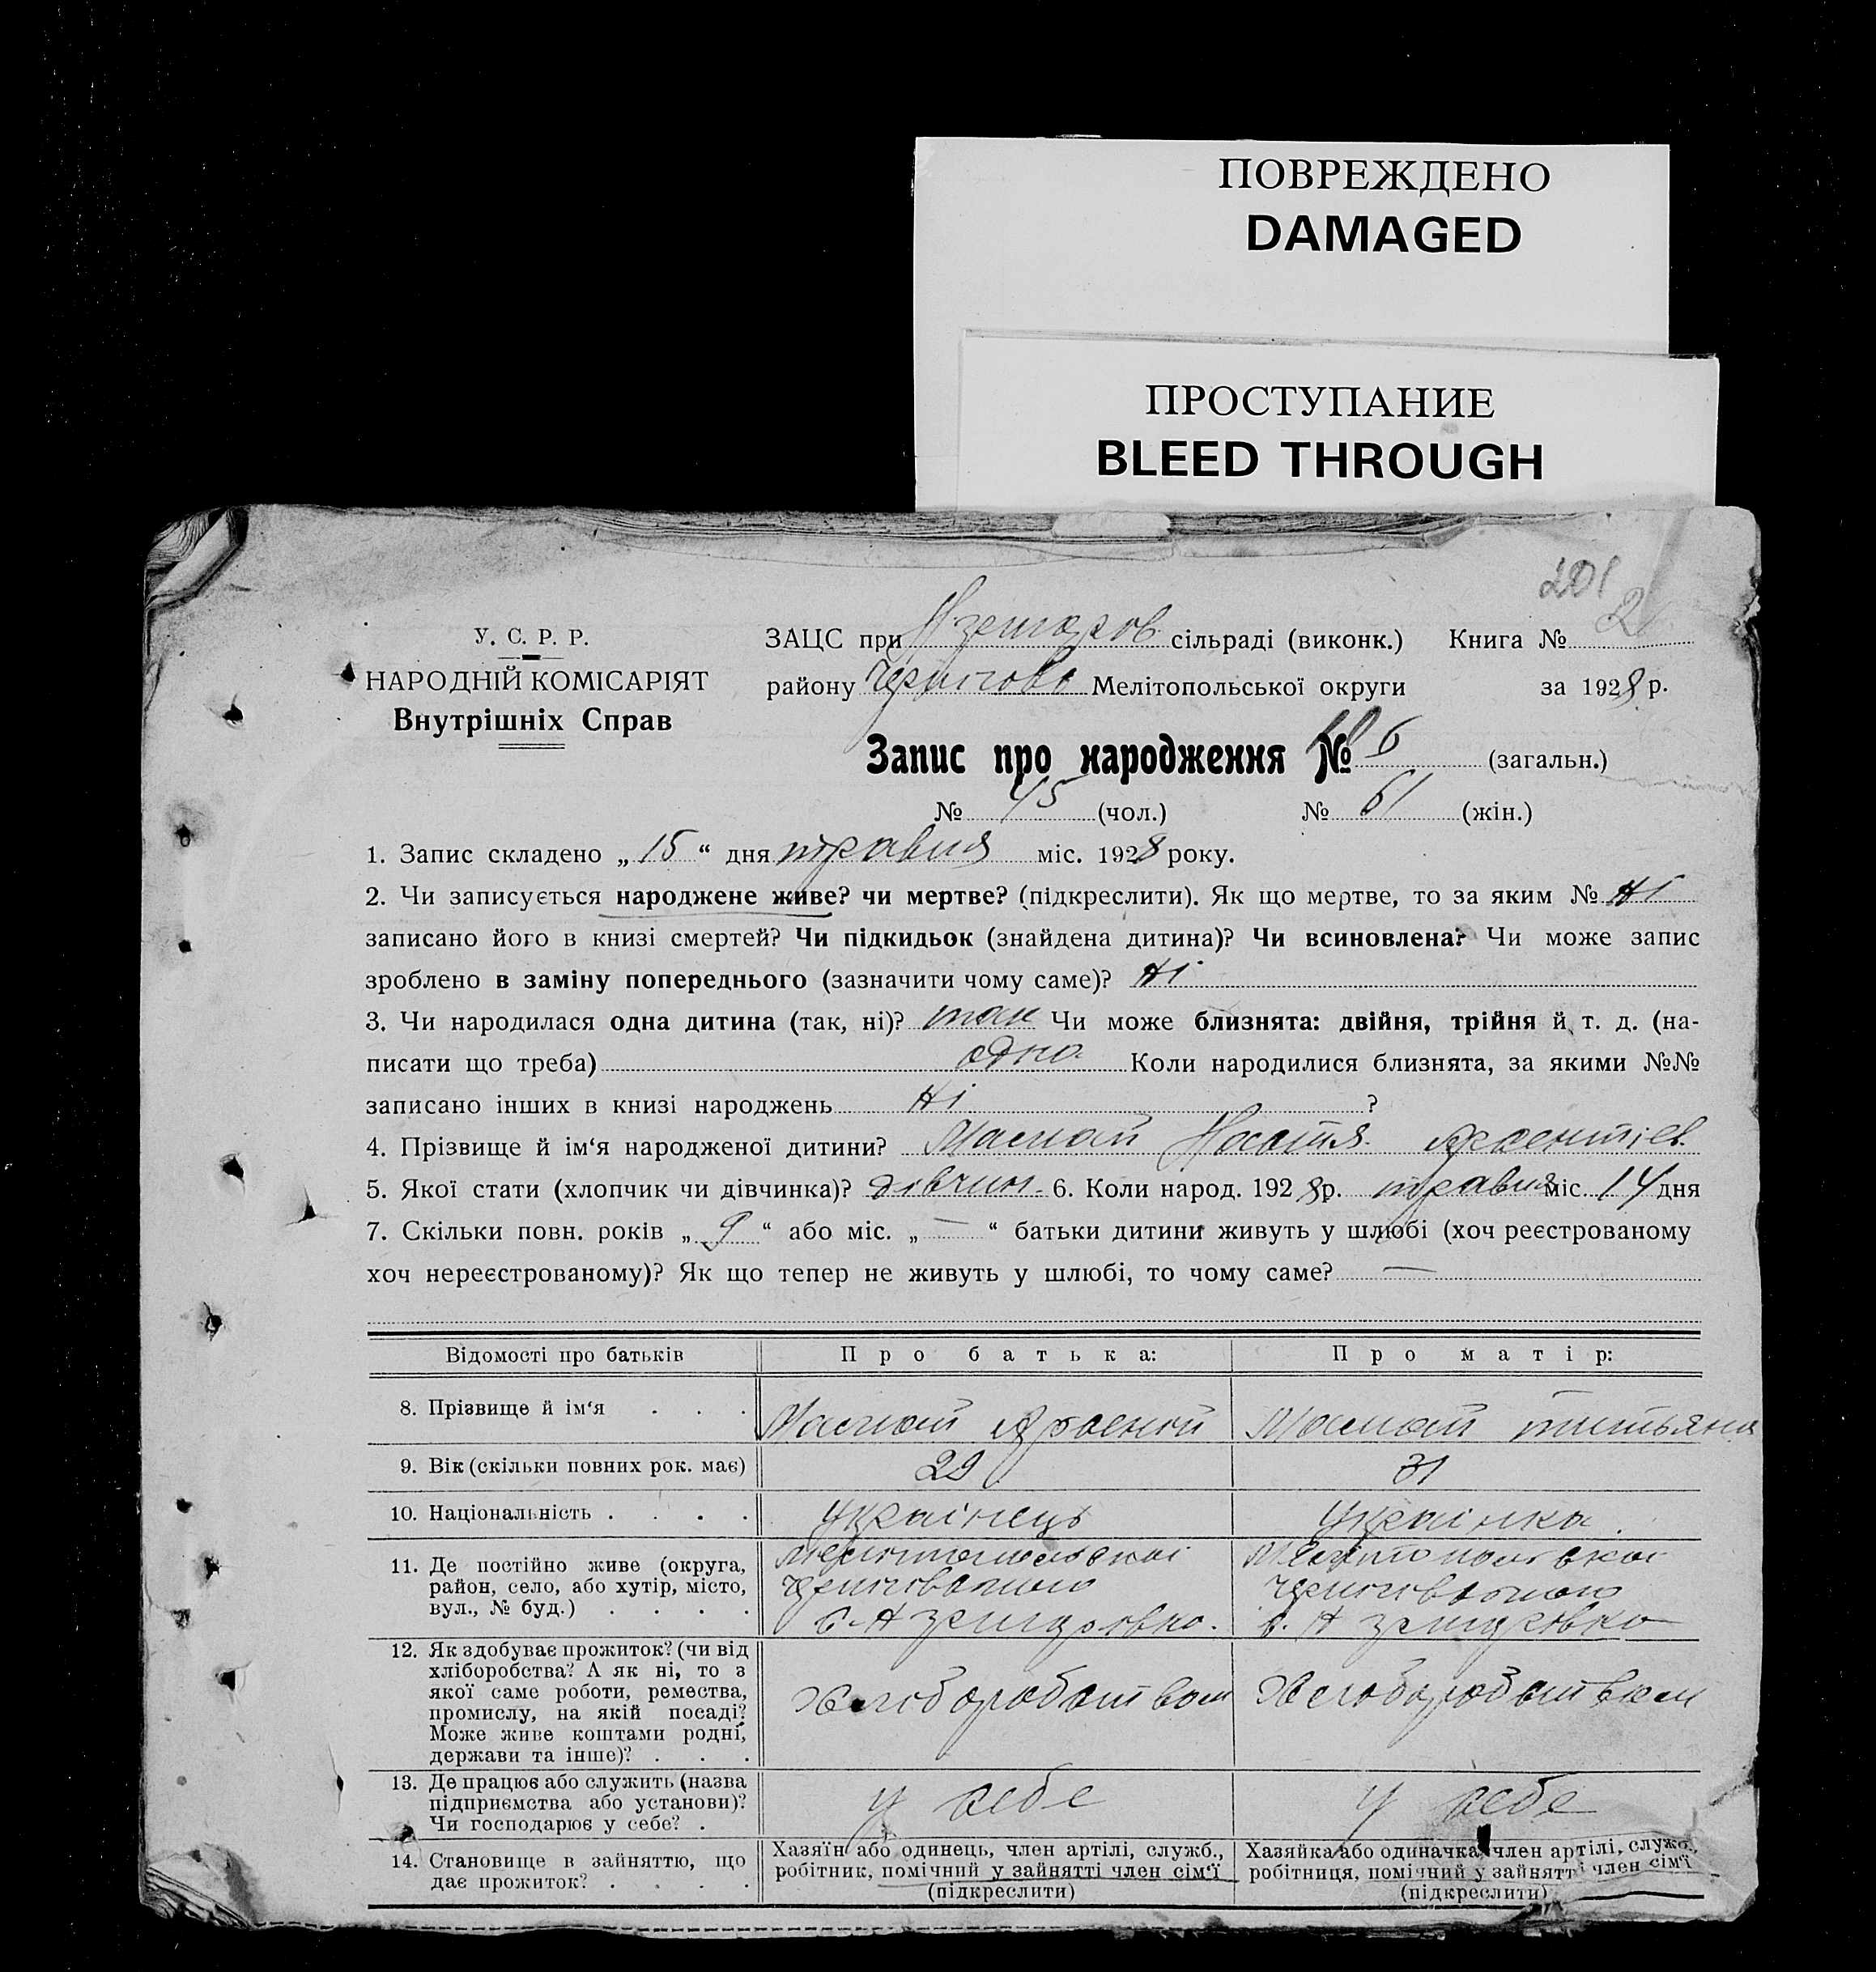 ПОВРЕЖДЕНО
DAMAGED
ПРОСТУПАНИЕ
BLEED THROUGH
201
2
У. С. Р. Р.
НАРОДНІЙ КОМІСАРІЯТ
Внутрішніх Справ
ЗАЦС при сільраді (виконк.) Книга №
району Мелітопольської округи за 1928 р.
Запис про народження № (загальн.)
№ 45 (чол.) № 61 (жін.)
1. Запис складено „ 15 “ дня травня міс. 1928 року.
2. Чи записується народжене живе? чи мертве? (підкреслити). Як що мертве, то за яким № Ні
записано його в книзі смертей? Чи підкидьок (знайдена дитина)? Чи всиновлена? Чи може запис
зроблено в заміну попереднього (зазначити чому саме)? Ні
3. Чи народилася одна дитина (так, ні)? так Чи може близнята: двійня, трійня й т. д. (на-
писати що треба) одна Коли народилися близнята, за якими №№
записано інших в книзі народжень Ні ?
4. Прізвище й ім‘я народженої дитини? Настя
5. Якої стати (хлопчик чи дівчинка)? дівчин. 6. Коли народ. 1928 р. травня міс. 14 дня
7. Скільки повн. років „ 9 “ або міс. „ — “ батьки дитини живуть у шлюбі (хоч реєстрованому
хоч нереєстрованому)? Як що тепер не живуть у шлюбі, то чому саме? —
Відомості про батьків Про батька: Про матір:
8. Прізвище й ім‘я . . .
9. Вік (скільки повних рок. має) 29 31
10. Національність . . . . Українець Українка.
11. Де постійно живе (округа,
район, село, або хутір, місто,
вул., № буд.) . . . .
12. Як здобуває прожиток? (чи від
хліборобства? А як ні, то з
якої саме роботи, ремества,
промислу, на якій посаді?
Може живе коштами родні,
держави та інше)? . . .
Хліборобством Хліборобством
13. Де працює або служить (назва
підприємства або установи)?
Чи господарює у себе? .
у себе у себе
14. Становище в зайняттю, що
дає прожиток? . . . .
Хазяїн або одинець, член артілі, служб.,
робітник, помічний у зайнятті член сім‘ї
(підкреслити)
Хазяйка або одиначка, член артілі, служб.,
робітниця, помічний у зайнятті член сім‘ї
(підкреслити)